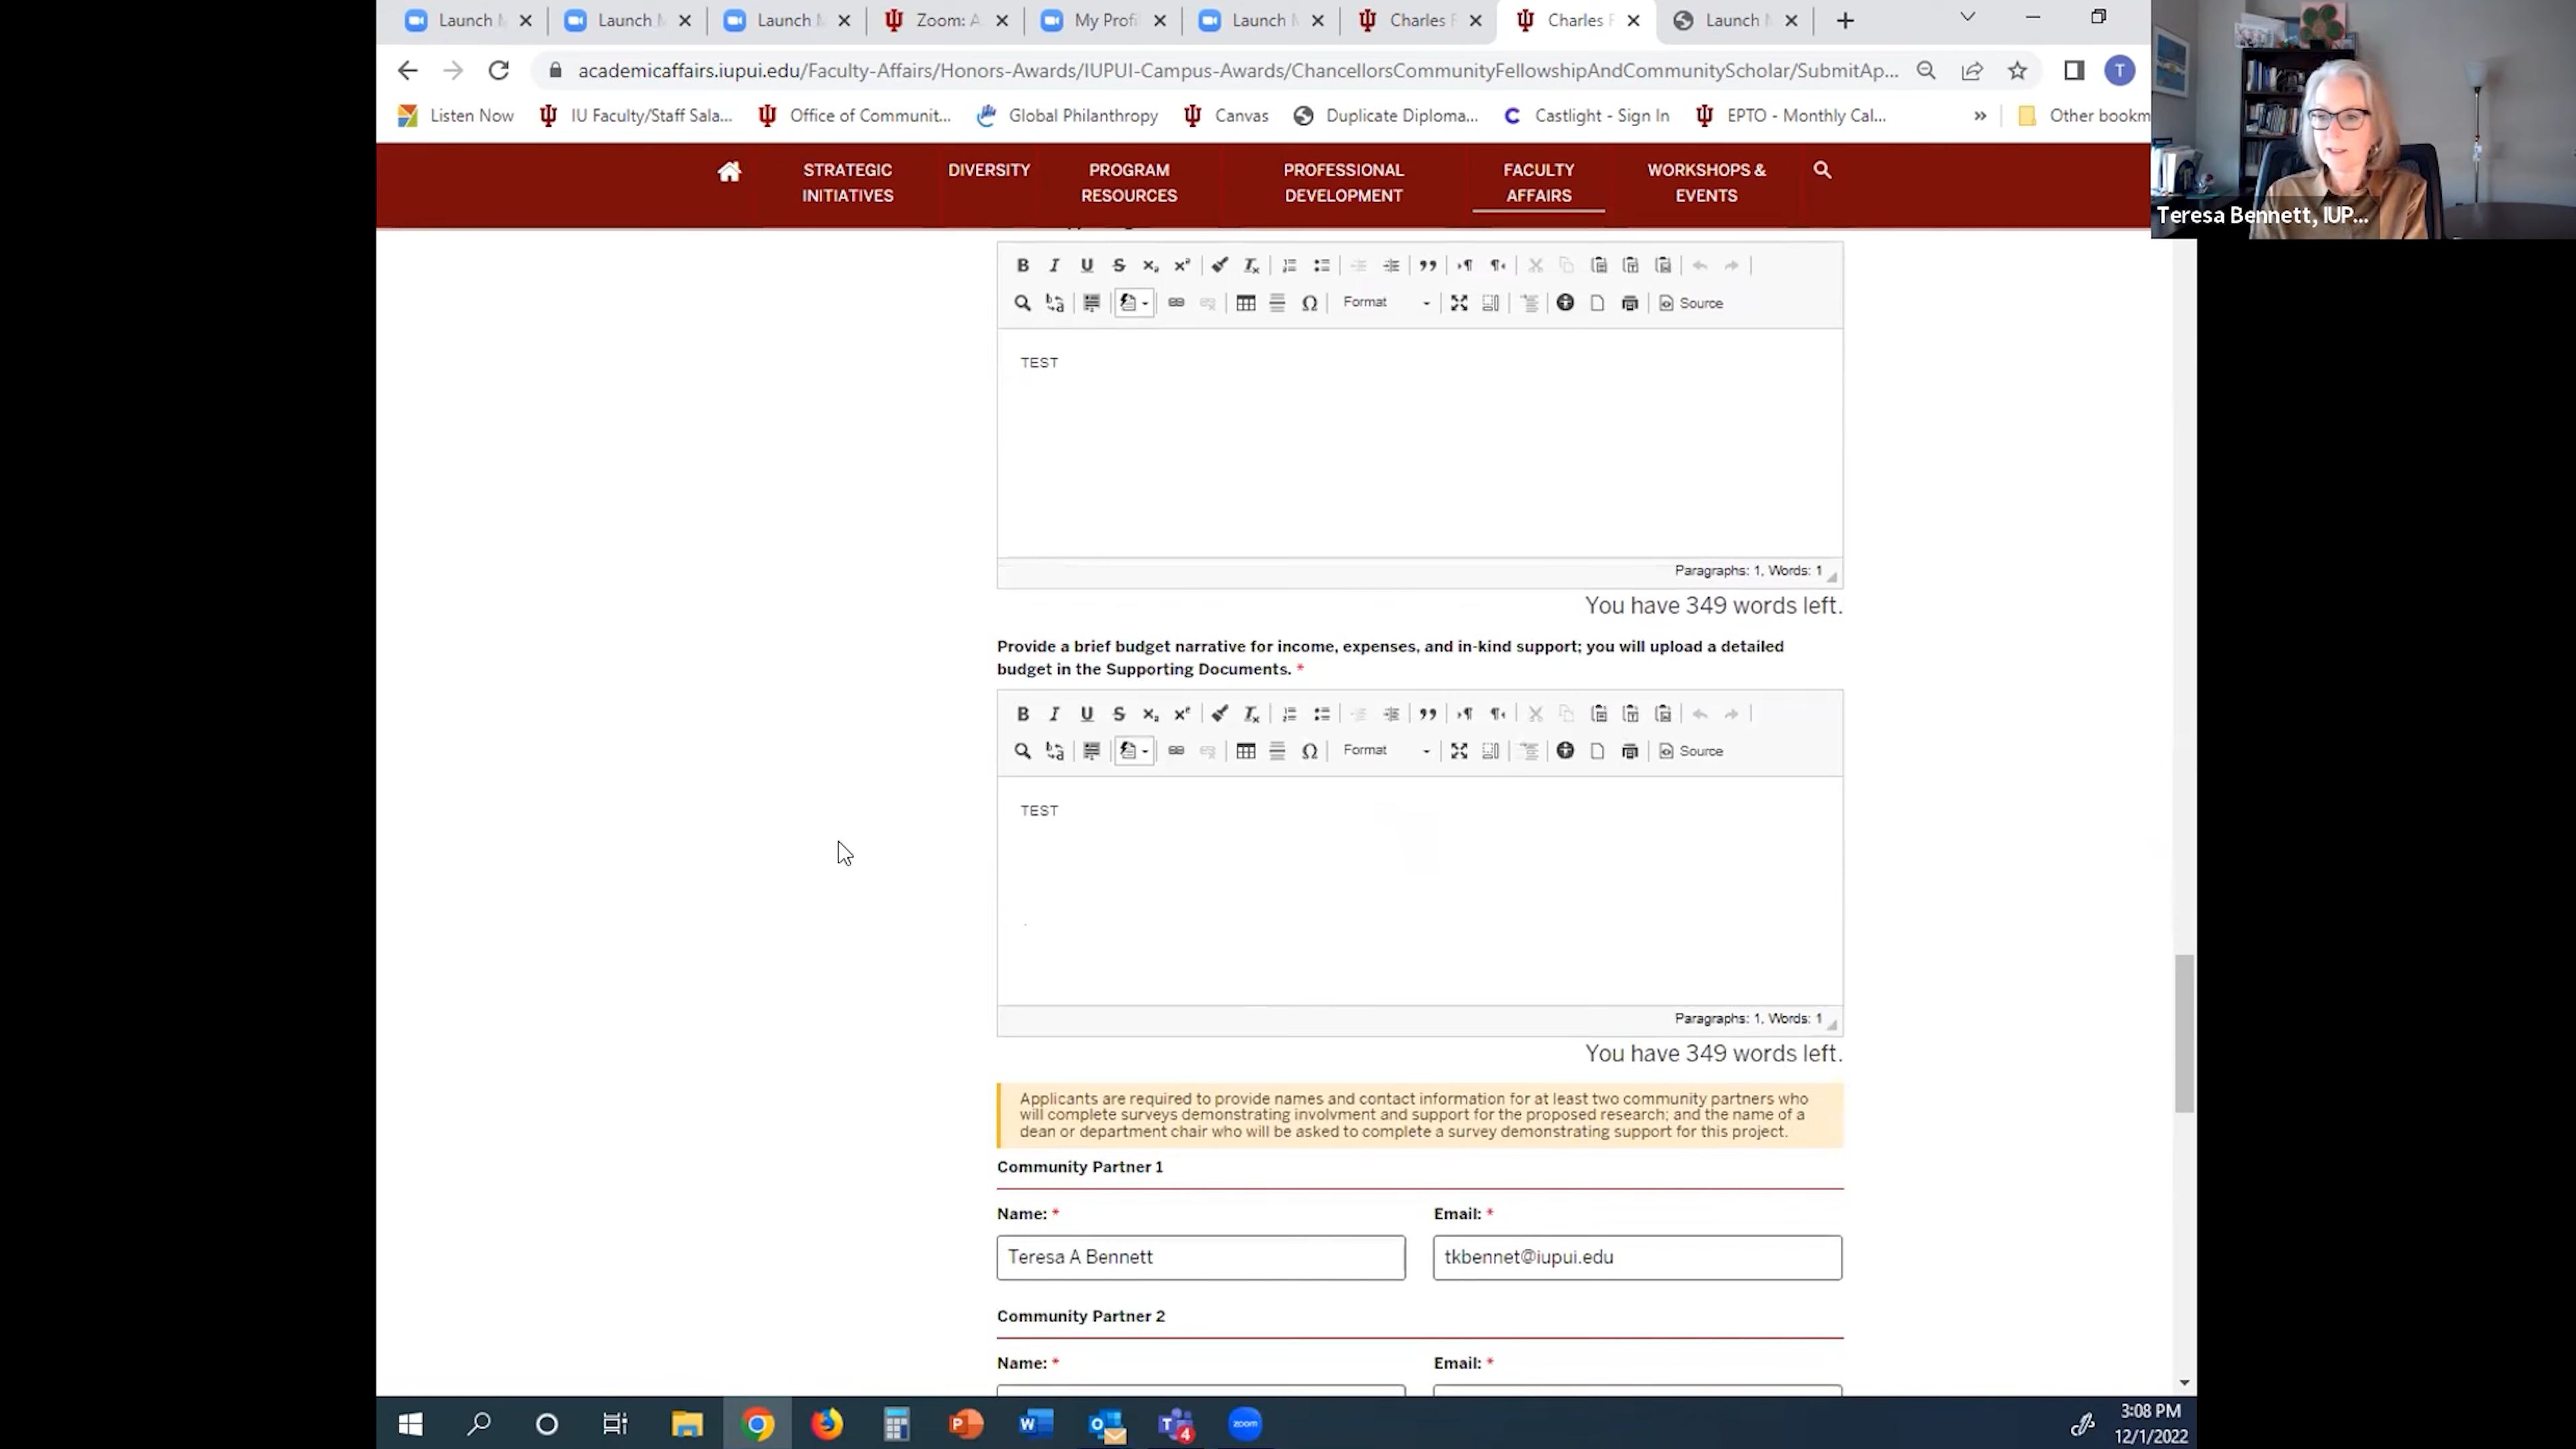 Launch
Launch
Launch
Zoom: A
My Profi
Launch
Charles F
Charles F
Launch
academicaffairs.iupui.edu/Faculty-Affairs/Honors-Awards/IUPUI-Campus-Awards/ChancellorsCommunityFellowshipAndCommunityScholar/SubmitAp...
T
Listen Now
IU Faculty/Staff Sala...
Office of Communit...
Global Philanthropy
Canvas
Duplicate Diploma...
Castlight - Sign In
EPTO - Monthly Cal...
»
Other bookm
STRATEGIC
INITIATIVES
DIVERSITY
PROGRAM
RESOURCES
PROFESSIONAL
DEVELOPMENT
FACULTY
AFFAIRS
WORKSHOPS &
EVENTS
Teresa Bennett, IUP...
Format
Source
TEST
Paragraphs: 1, Words: 1
You have 349 words left.
Provide a brief budget narrative for income, expenses, and in-kind support; you will upload a detailed
budget in the Supporting Documents. *
Format
Source
TEST
Paragraphs: 1, Words: 1
You have 349 words left.
Applicants are required to provide names and contact information for at least two community partners who
will complete surveys demonstrating involvment and support for the proposed research; and the name of a
dean or department chair who will be asked to complete a survey demonstrating support for this project.
Community Partner 1
Name: *
Email: *
Teresa A Bennett
tkbennet@iupui.edu
Community Partner 2
Name: *
Email: *
zoom
4
3:08 PM
12/1/2022